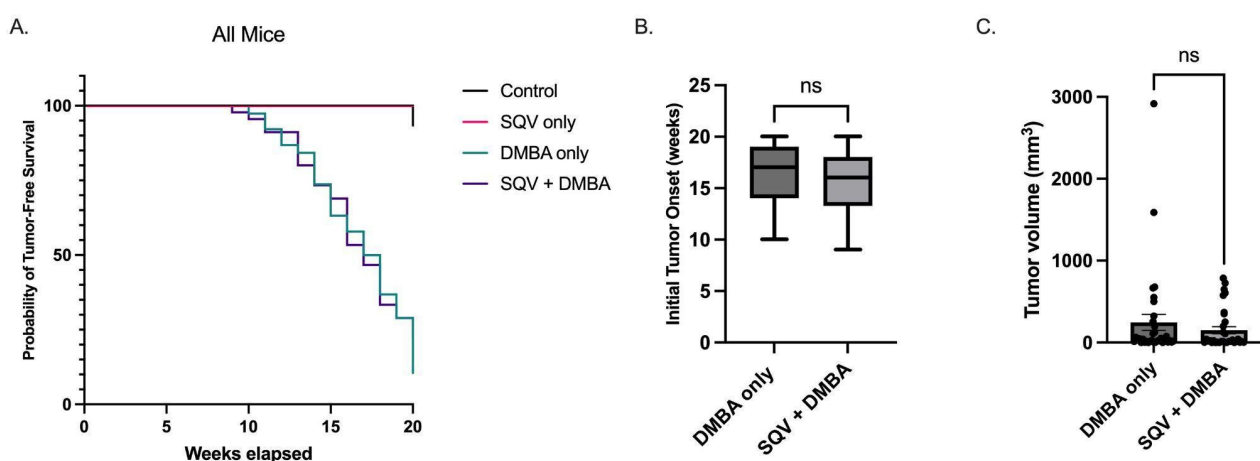 A.
All Mice
Probability of Tumor-Free Survival
100
50
0
0 5 10 15 20
Weeks elapsed
Control
SQV only
DMBA only
SQV + DMBA
B.
ns
Initial Tumor Onset (weeks)
25
20
15
10
5
0
DMBA only
SQV + DMBA
C.
ns
Tumor volume (mm³)
3000
2000
1000
0
DMBA only
SQV + DMBA